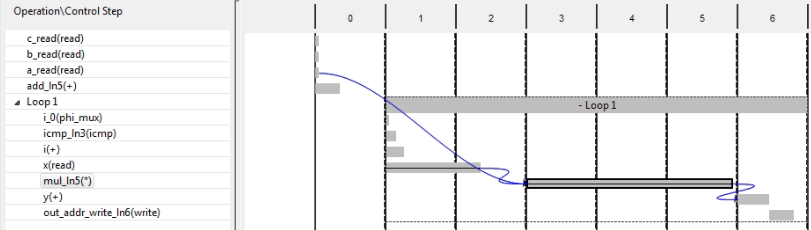 Operation\Control Step
0 1 2 3 4 5 6
c_read(read)
b_read(read)
a_read(read)
add_ln5(+)
Loop 1
- Loop 1
i_0(phi_mux)
icmp_ln3(icmp)
i(+)
x(read)
mul_ln5(*)
y(+)
out_addr_write_ln6(write)